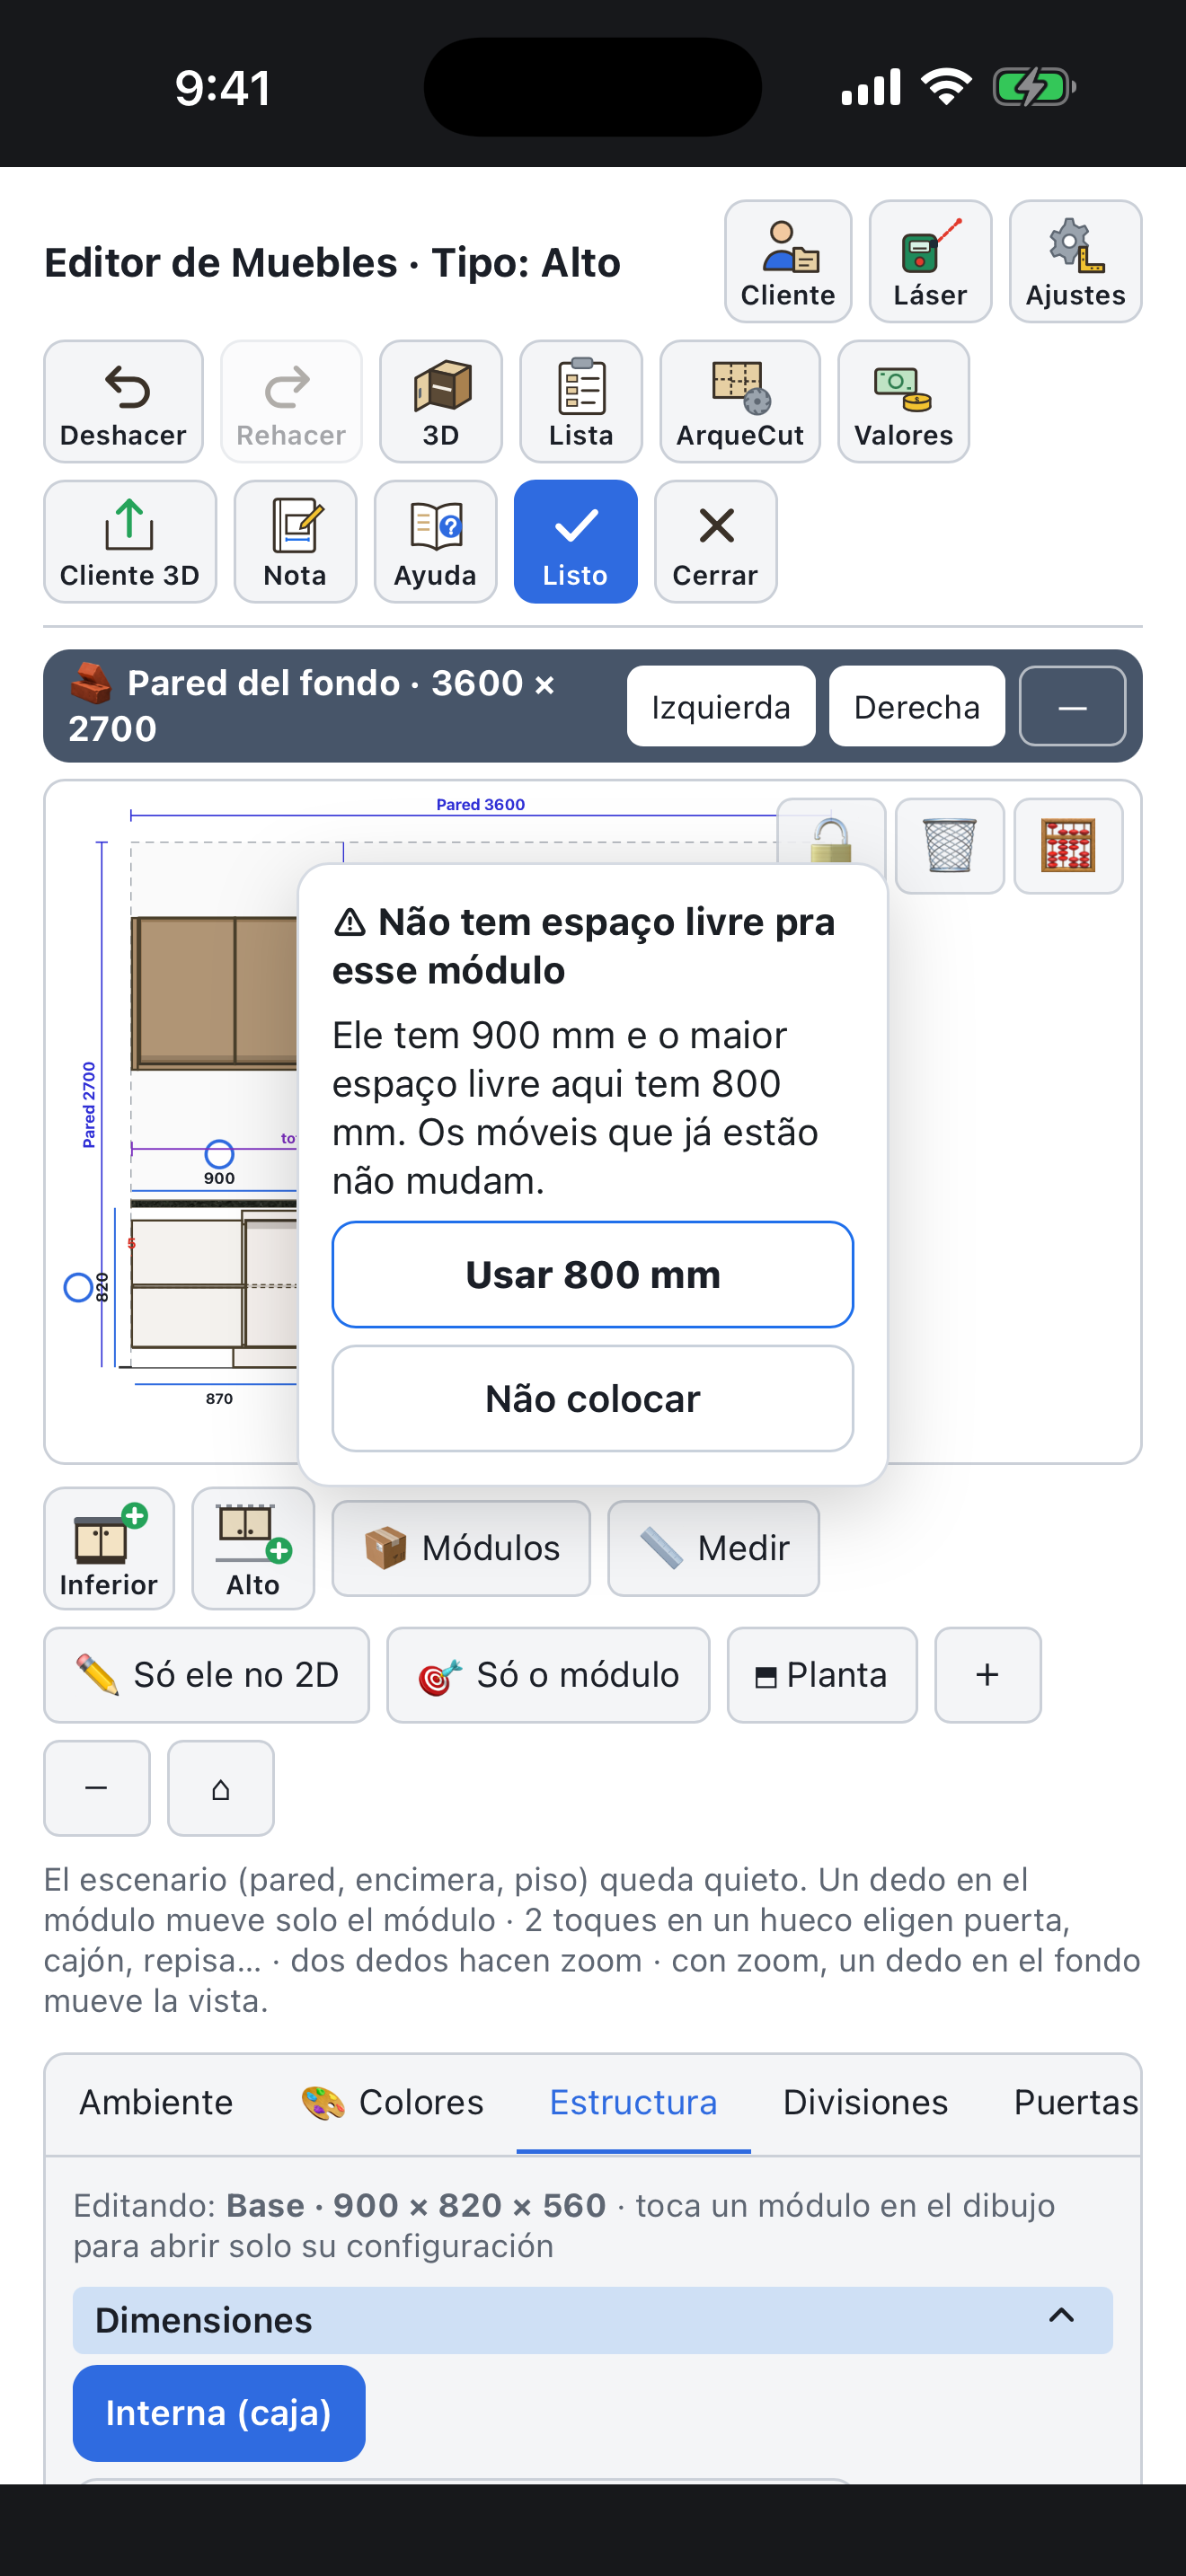 9:41
Editor de Muebles · Tipo: Alto
Cliente
Láser
Ajustes
Deshacer
Rehacer
3D
Lista
ArqueCut
Valores
Cliente 3D
Nota
Ayuda
Listo
Cerrar
Pared del fondo · 3600 ×
2700
Izquierda
Derecha
—
Pared 3600
Pared 2700
900
5
820
870
⚠ Não tem espaço livre pra
esse módulo
Ele tem 900 mm e o maior
espaço livre aqui tem 800
mm. Os móveis que já estão
não mudam.
Usar 800 mm
Não colocar
Inferior
Alto
Módulos
Medir
Só ele no 2D
Só o módulo
Planta
+
—
El escenario (pared, encimera, piso) queda quieto. Un dedo en el
módulo mueve solo el módulo · 2 toques en un hueco eligen puerta,
cajón, repisa... · dos dedos hacen zoom · con zoom, un dedo en el fondo
mueve la vista.
Ambiente
Colores
Estructura
Divisiones
Puertas
Editando: Base · 900 × 820 × 560 · toca un módulo en el dibujo
para abrir solo su configuración
Dimensiones
Interna (caja)